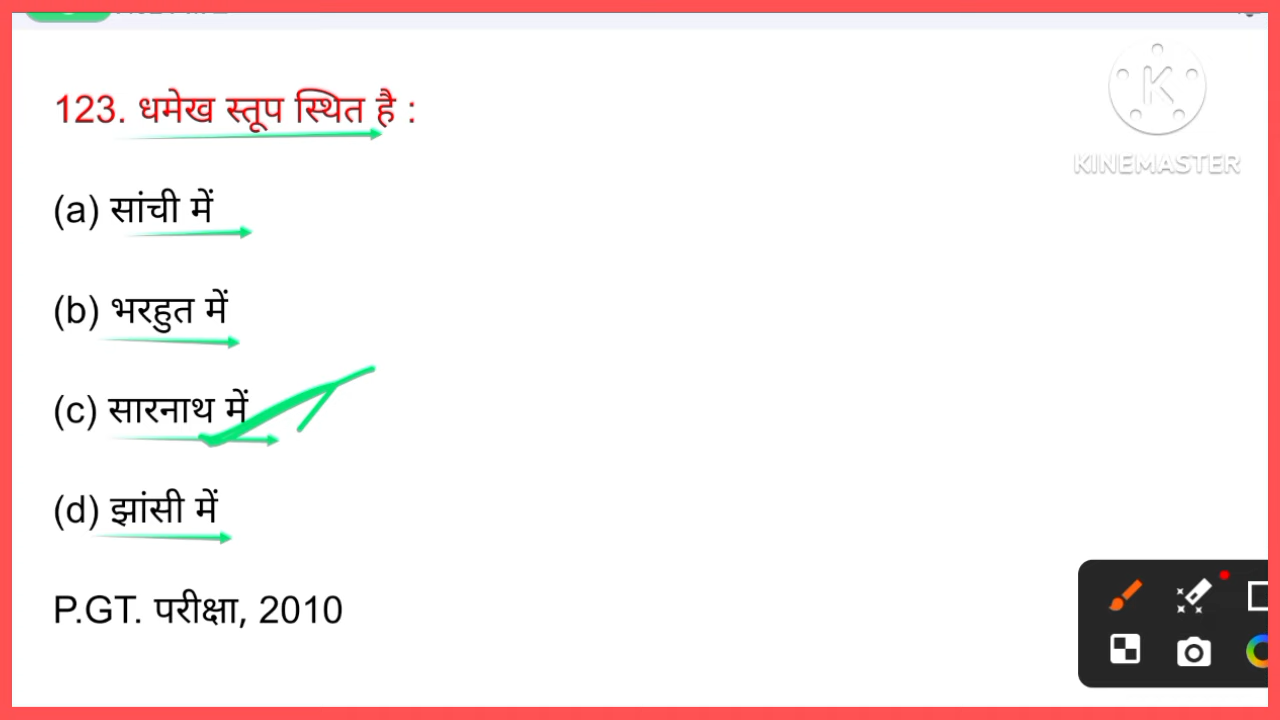 123. धमेख स्तूप स्थित है :
KINEMASTER
(a) सांची में
(b) भरहुत में
(c) सारनाथ में
(d) झांसी में
P.GT. परीक्षा, 2010